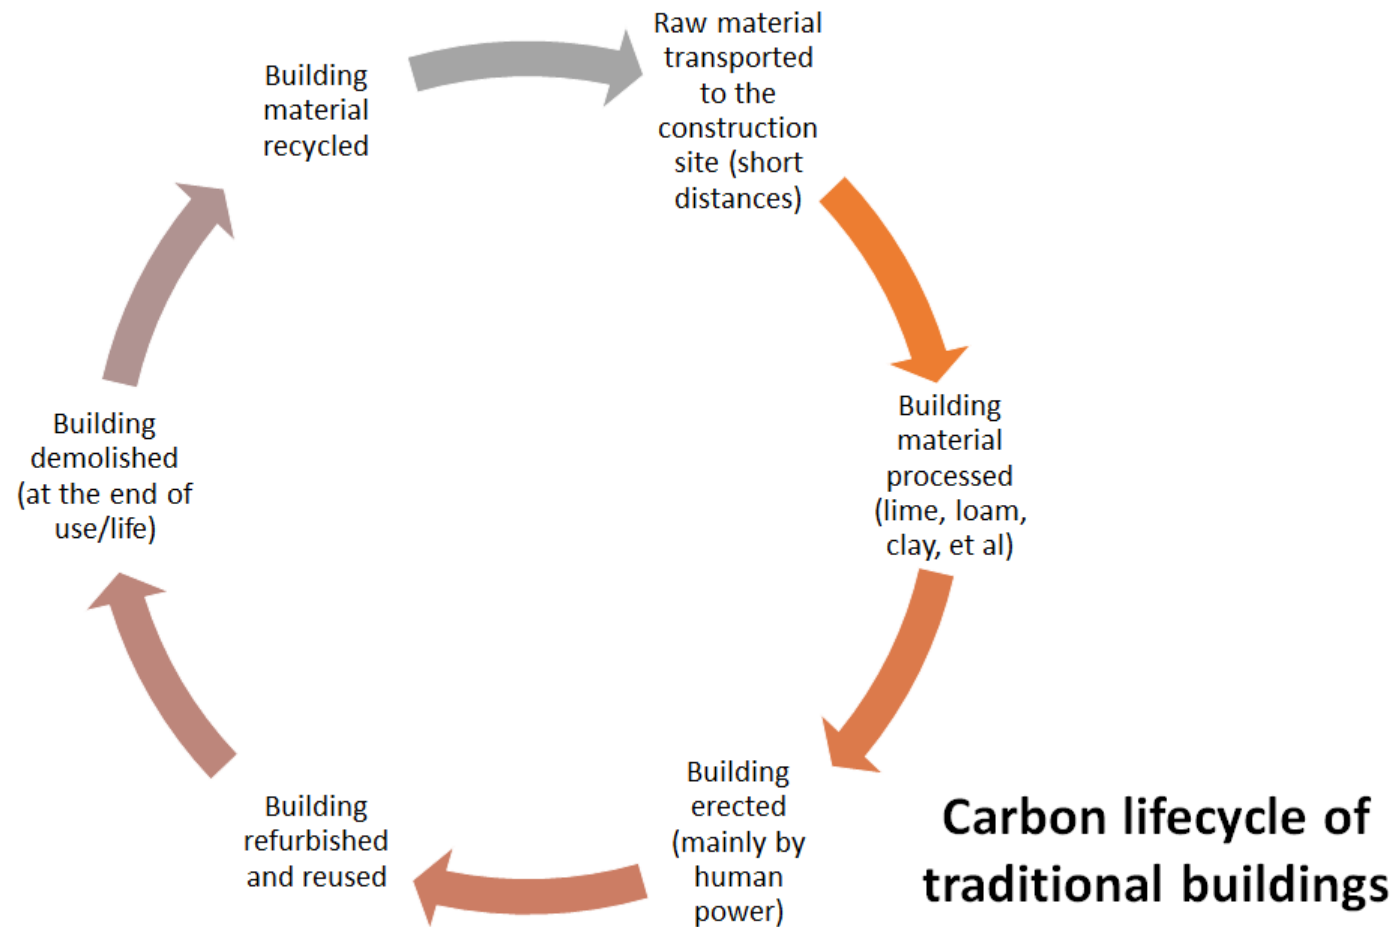 Raw material
transported
to the
construction
site (short
distances)
Building
material
processed
(lime, loam,
clay, et al)
Building
erected
(mainly by
human
power)
Building
refurbished
and reused
Building
demolished
(at the end of
use/life)
Building
material
recycled
Carbon lifecycle of
traditional buildings